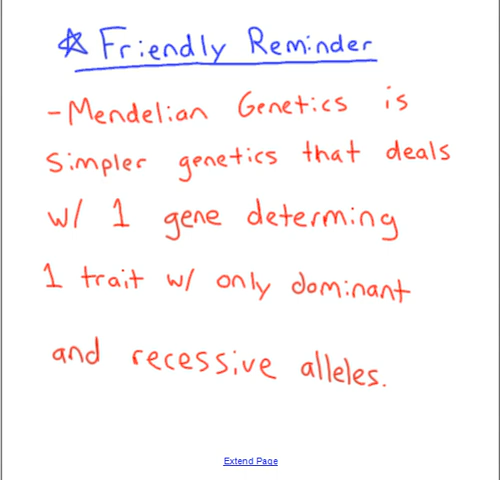 ☆ Friendly Reminder
- Mendelian Genetics is
simpler genetics that deals
w/ 1 gene determing
1 trait w/ only dominant
and recessive alleles.
Extend Page